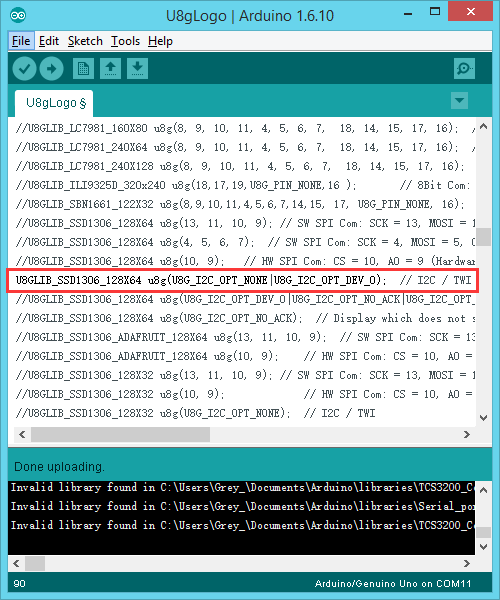 U8gLogo | Arduino 1.6.10
File Edit Sketch Tools Help
U8gLogo §
//U8GLIB_LC7981_160X80 u8g(8, 9, 10, 11, 4, 5, 6, 7,  18, 14, 15, 17, 16);  /
//U8GLIB_LC7981_240X64 u8g(8, 9, 10, 11, 4, 5, 6, 7,  18, 14, 15, 17, 16);  /
//U8GLIB_LC7981_240X128 u8g(8, 9, 10, 11, 4, 5, 6, 7,  18, 14, 15, 17, 16);
//U8GLIB_ILI9325D_320x240 u8g(18,17,19,U8G_PIN_NONE,16 );       // 8Bit Com:
//U8GLIB_SBN1661_122X32 u8g(8,9,10,11,4,5,6,7,14,15, 17, U8G_PIN_NONE, 16);
//U8GLIB_SSD1306_128X64 u8g(13, 11, 10, 9); // SW SPI Com: SCK = 13, MOSI = 1
//U8GLIB_SSD1306_128X64 u8g(4, 5, 6, 7);  // SW SPI Com: SCK = 4, MOSI = 5, C
//U8GLIB_SSD1306_128X64 u8g(10, 9);   // HW SPI Com: CS = 10, A0 = 9 (Hardwar
U8GLIB_SSD1306_128X64 u8g(U8G_I2C_OPT_NONE|U8G_I2C_OPT_DEV_0);  // I2C / TWI
//U8GLIB_SSD1306_128X64 u8g(U8G_I2C_OPT_DEV_0|U8G_I2C_OPT_NO_ACK|U8G_I2C_OPT_
//U8GLIB_SSD1306_128X64 u8g(U8G_I2C_OPT_NO_ACK);  // Display which does not s
//U8GLIB_SSD1306_ADAFRUIT_128X64 u8g(13, 11, 10, 9);  // SW SPI Com: SCK = 13
//U8GLIB_SSD1306_ADAFRUIT_128X64 u8g(10, 9);    // HW SPI Com: CS = 10, A0 =
//U8GLIB_SSD1306_128X32 u8g(13, 11, 10, 9); // SW SPI Com: SCK = 13, MOSI = 1
//U8GLIB_SSD1306_128X32 u8g(10, 9);             // HW SPI Com: CS = 10, A0 =
//U8GLIB_SSD1306_128X32 u8g(U8G_I2C_OPT_NONE);  // I2C / TWI
Done uploading.
Invalid library found in C:\Users\Grey_\Documents\Arduino\libraries\TCS3200_Co
Invalid library found in C:\Users\Grey_\Documents\Arduino\libraries\Serial_por
Invalid library found in C:\Users\Grey_\Documents\Arduino\libraries\TCS3200_Co
90 Arduino/Genuino Uno on COM11